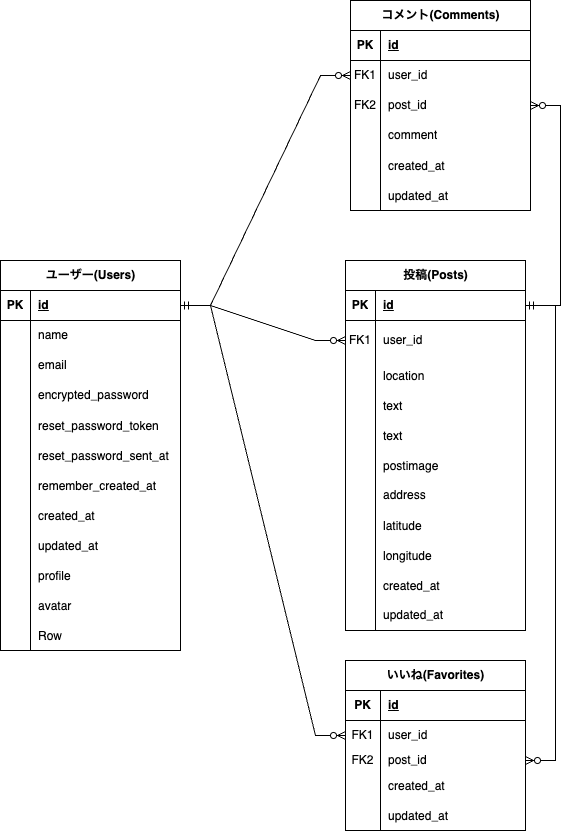 コメント(Comments)
PK id
FK1 user_id
FK2 post_id
comment
created_at
updated_at
ユーザー(Users)
PK id
name
email
encrypted_password
reset_password_token
reset_password_sent_at
remember_created_at
created_at
updated_at
profile
avatar
Row
投稿(Posts)
PK id
FK1 user_id
location
text
text
postimage
address
latitude
longitude
created_at
updated_at
いいね(Favorites)
PK id
FK1 user_id
FK2 post_id
created_at
updated_at